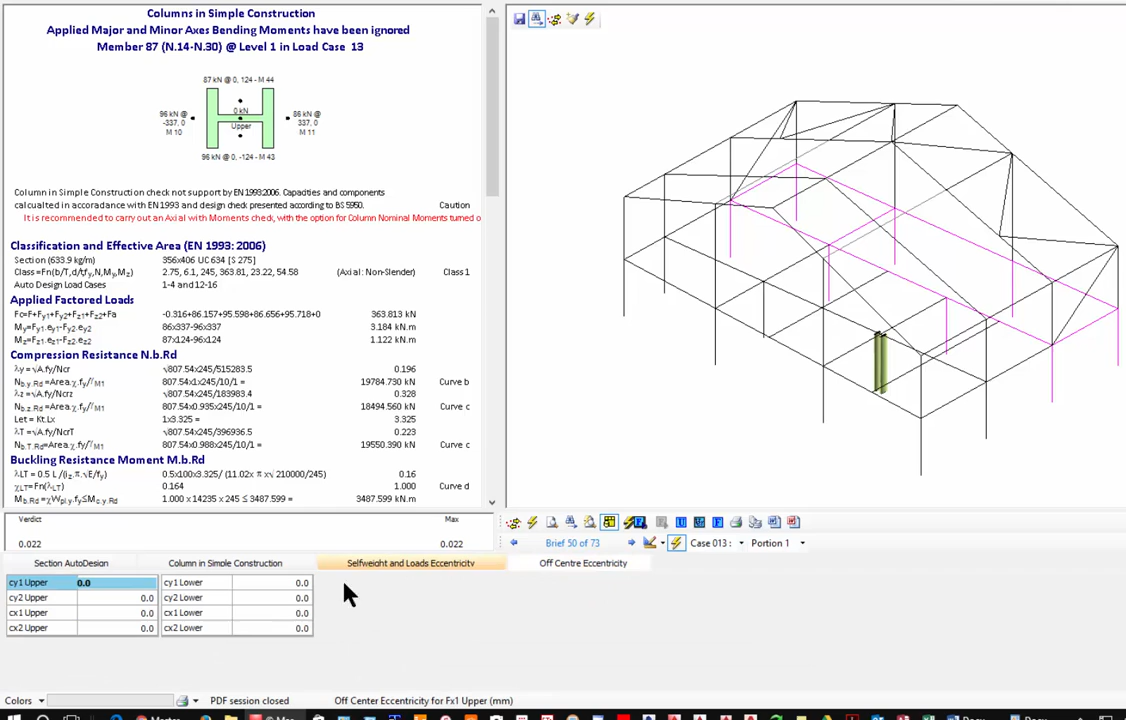 Columns in Simple Construction
Applied Major and Minor Axes Bending Moments have been ignored
Member 87 (N.14-N.30) @ Level 1 in Load Case 13
87 kN @ 0, 124 - M 44
96 kN @
-337, 0
M 10
0 kN
Upper
86 kN @
337, 0
M 11
96 kN @ 0, -124 - M 43
Column in Simple Construction check not support by EN 1993:2006. Capacities and components
calcualted in accoradance with EN 1993 and design check presented according to BS 5950. Caution
It is recommended to carry out an Axial with Moments check, with the option for Column Nominal Moments turned o
Classification and Effective Area (EN 1993: 2006)
Section (633.9 kg/m) 356x406 UC 634 [S 275]
Class =Fn(b/T,d/t,fy,N,My,Mz) 2.75, 6.1, 245, 363.81, 23.22, 54.58 (Axial: Non-Slender) Class 1
Auto Design Load Cases 1-4 and 12-16
Applied Factored Loads
Fc=F+Fy1+Fy2+Fz1+Fz2+Fa -0.316+86.157+95.598+86.656+95.718+0 363.813 kN
My=Fy1.ey1-Fy2.ey2 86x337-96x337 3.184 kN.m
Mz=Fz1.ez1-Fz2.ez2 87x124-96x124 1.122 kN.m
Compression Resistance N.b.Rd
λy=√A.fy/Ncr √807.54x245/515283.5 0.196
Nb.y.Rd =Area.χ.fy/γM1 807.54x1x245/10/1 = 19784.730 kN Curve b
λz=√A.fy/Ncrz √807.54x245/183983.4 0.328
Nb.z.Rd=Area.χ.fy/γM1 807.54x0.935x245/10/1 = 18494.560 kN Curve c
Let = Kt.Lx 1x3.325 = 3.325
λT =√A.fy/NcrT √807.54x245/396936.5 0.223
Nb.T.Rd=Area.χ.fy/γM1 807.54x0.988x245/10/1 = 19550.390 kN Curve c
Buckling Resistance Moment M.b.Rd
λLT = 0.5 L /(iz.π.√E/fy) 0.5x100x3.325/ (11.02x π x√ 210000/245) 0.16
χLT=Fn(λLT) 0.164 1.000 Curve d
Mb.Rd=χWpl.y.fy≤Mc.y.Rd 1.000 x 14235 x 245 ≤ 3487.599 = 3487.599 kN.m
Verdict Max
0.022 0.022
Brief 50 of 73 Case 013 : Portion 1
Section AutoDesign Column in Simple Construction Selfweight and Loads Eccentricity Off Centre Eccentricity
cy1 Upper 0.0 cy1 Lower 0.0
cy2 Upper 0.0 cy2 Lower 0.0
cx1 Upper 0.0 cx1 Lower 0.0
cx2 Upper 0.0 cx2 Lower 0.0
Colors PDF session closed Off Center Eccentricity for Fx1 Upper (mm)